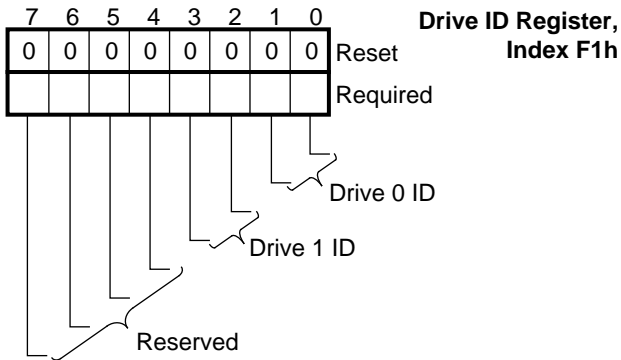 7 6 5 4 3 2 1 0
Drive ID Register,
Index F1h
0 0 0 0 0 0 0 0 Reset
Required
Drive 0 ID
Drive 1 ID
Reserved